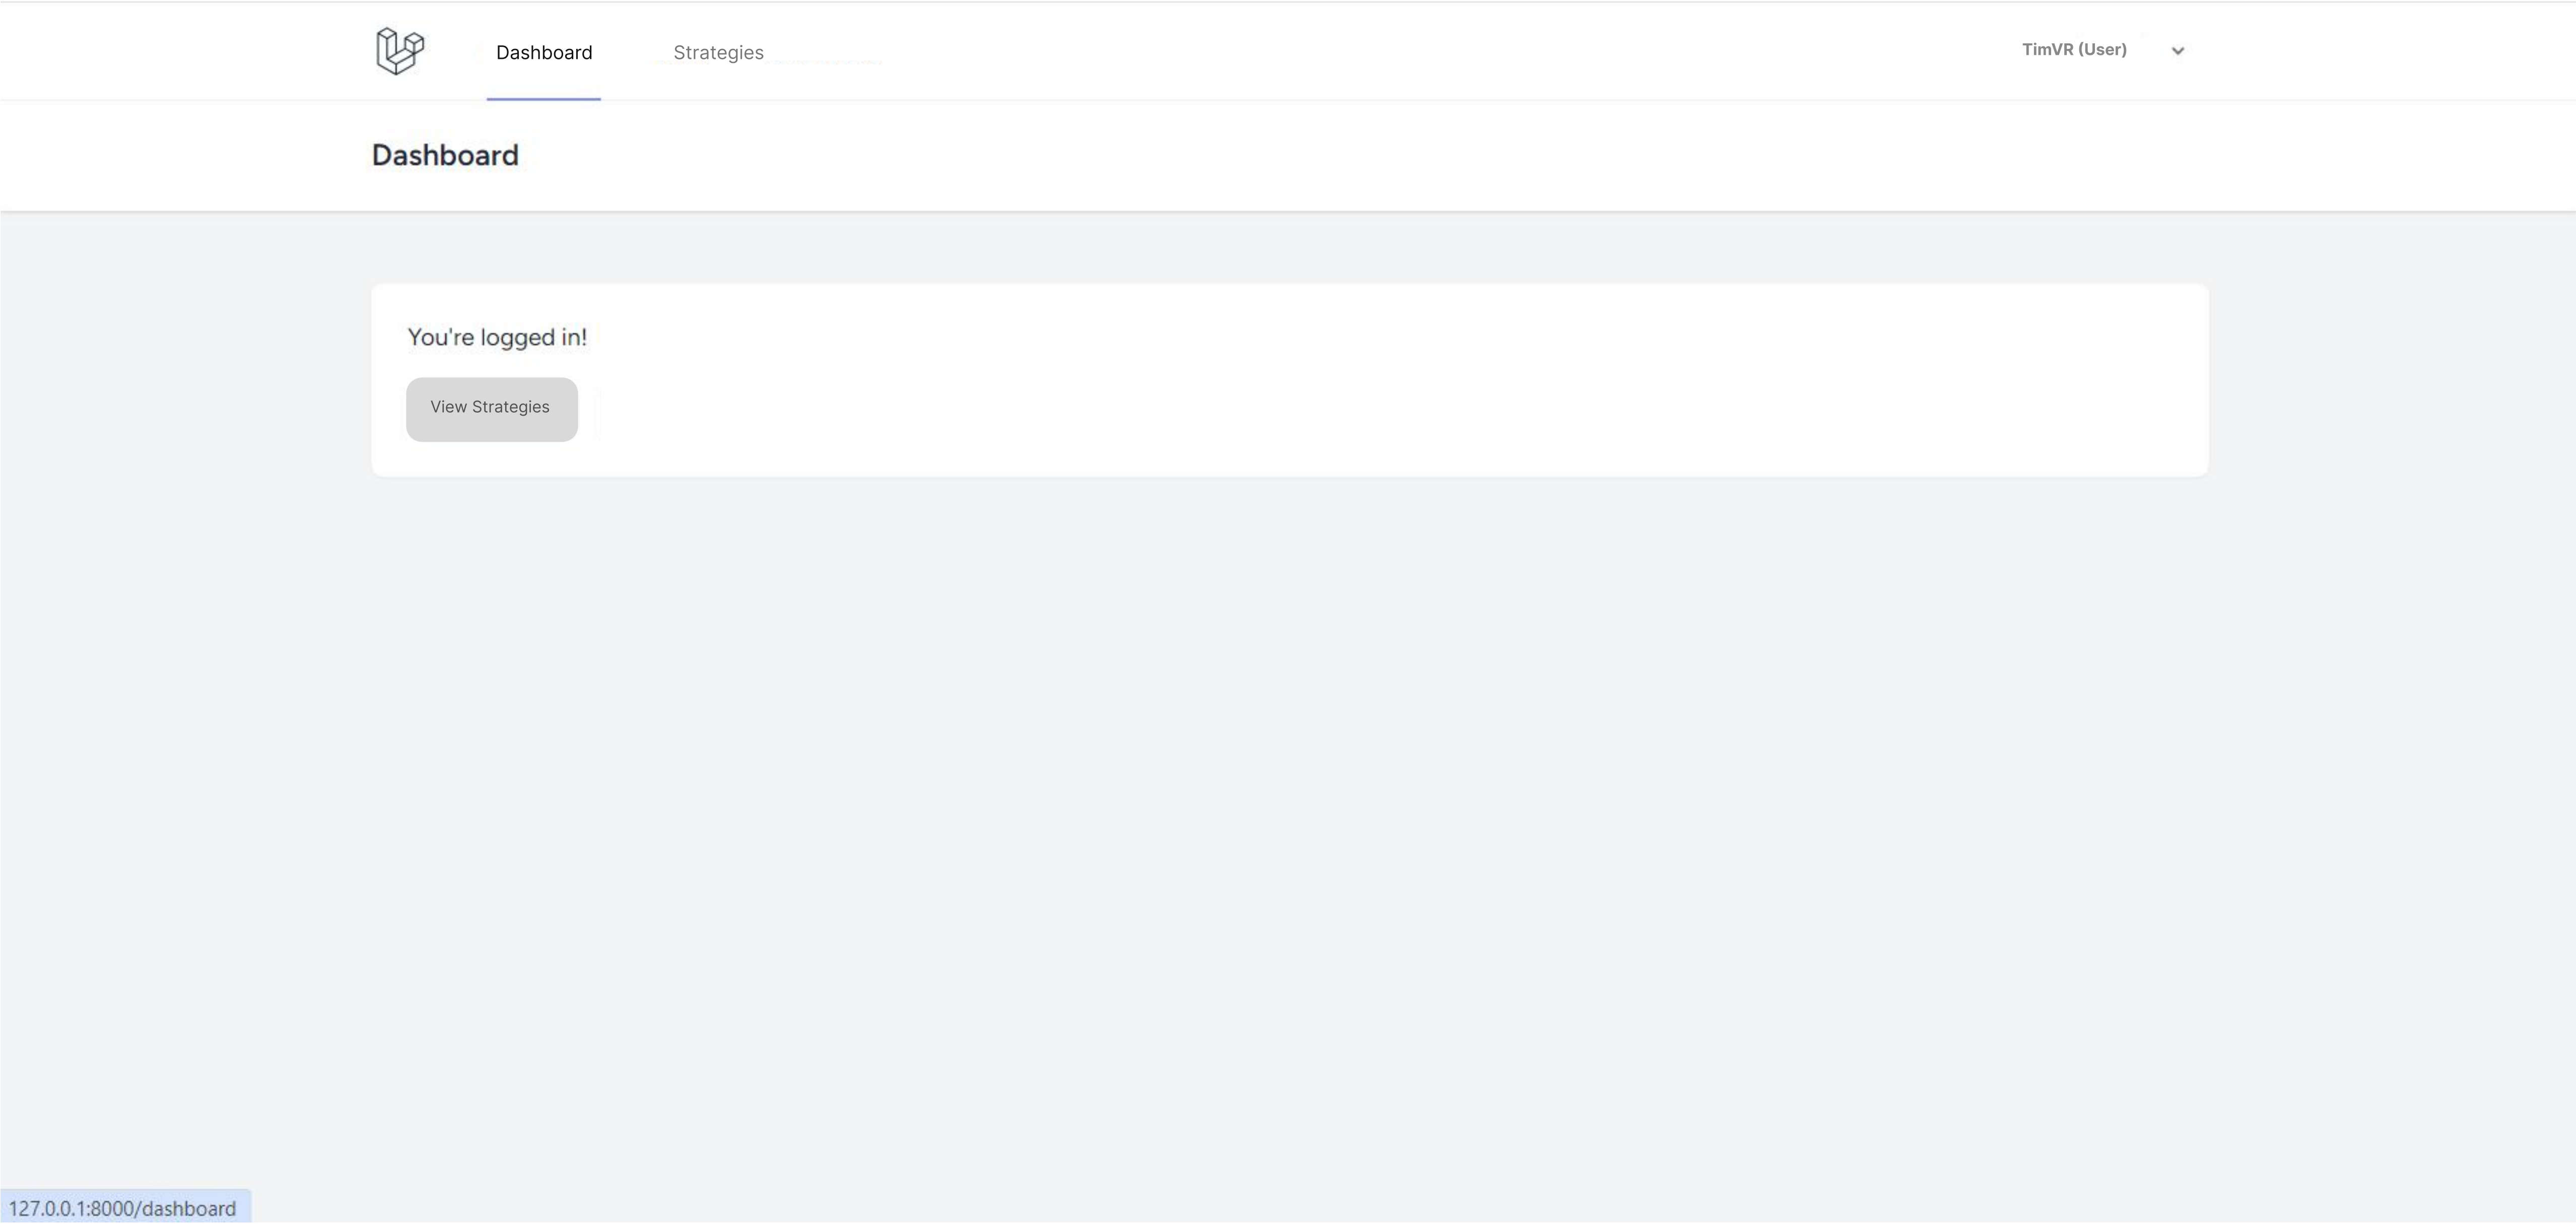 Dashboard
Strategies
TimVR (User)
Dashboard
You're logged in!
View Strategies
127.0.0.1:8000/dashboard